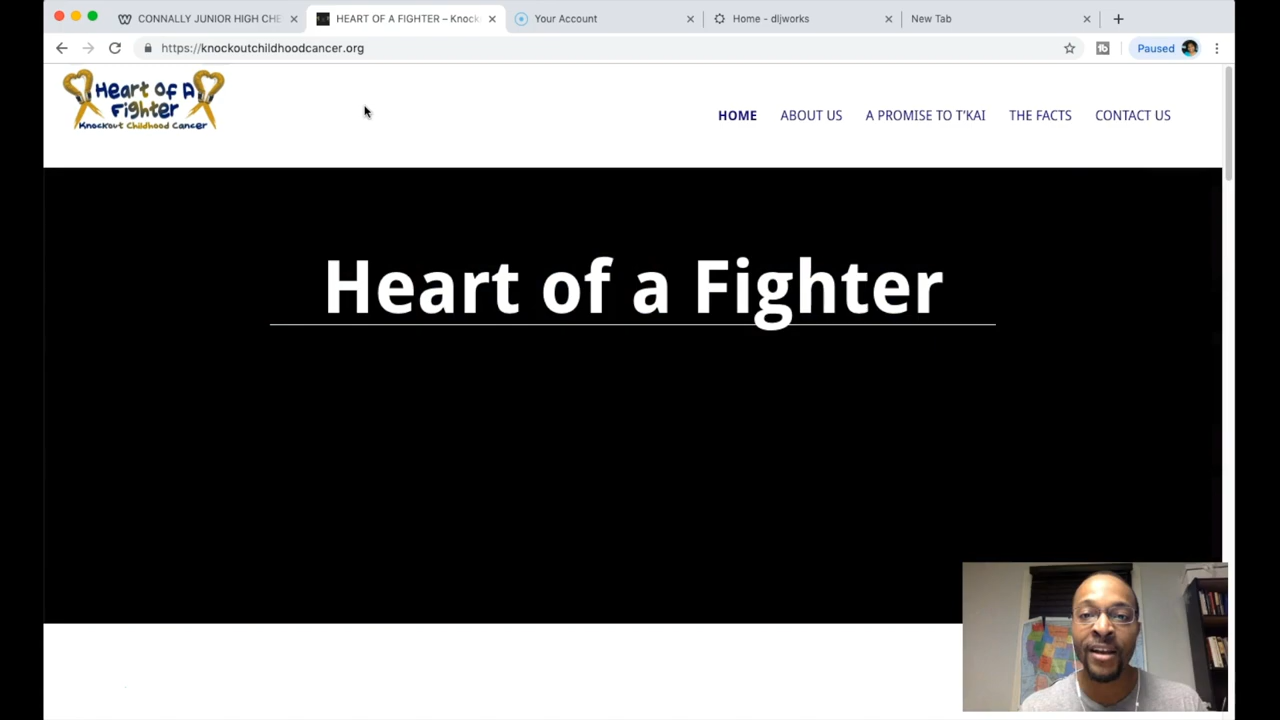 CONNALLY JUNIOR HIGH CHE
HEART OF A FIGHTER – Knock
Your Account
Home - dljworks
New Tab
https://knockoutchildhoodcancer.org
Paused
Heart Of A
Fighter
Knockout Childhood Cancer
HOME
ABOUT US
A PROMISE TO T'KAI
THE FACTS
CONTACT US
Heart of a Fighter